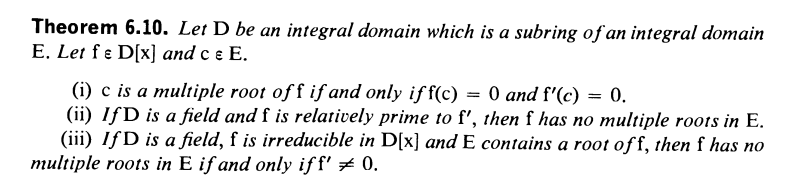 Theorem 6.10. Let D be an integral domain which is a subring of an integral domain
E. Let f ε D[x] and c ε E.
(i) c is a multiple root of f if and only if f(c) = 0 and f′(c) = 0.
(ii) If D is a field and f is relatively prime to f′, then f has no multiple roots in E.
(iii) If D is a field, f is irreducible in D[x] and E contains a root of f, then f has no
multiple roots in E if and only if f′ ≠ 0.